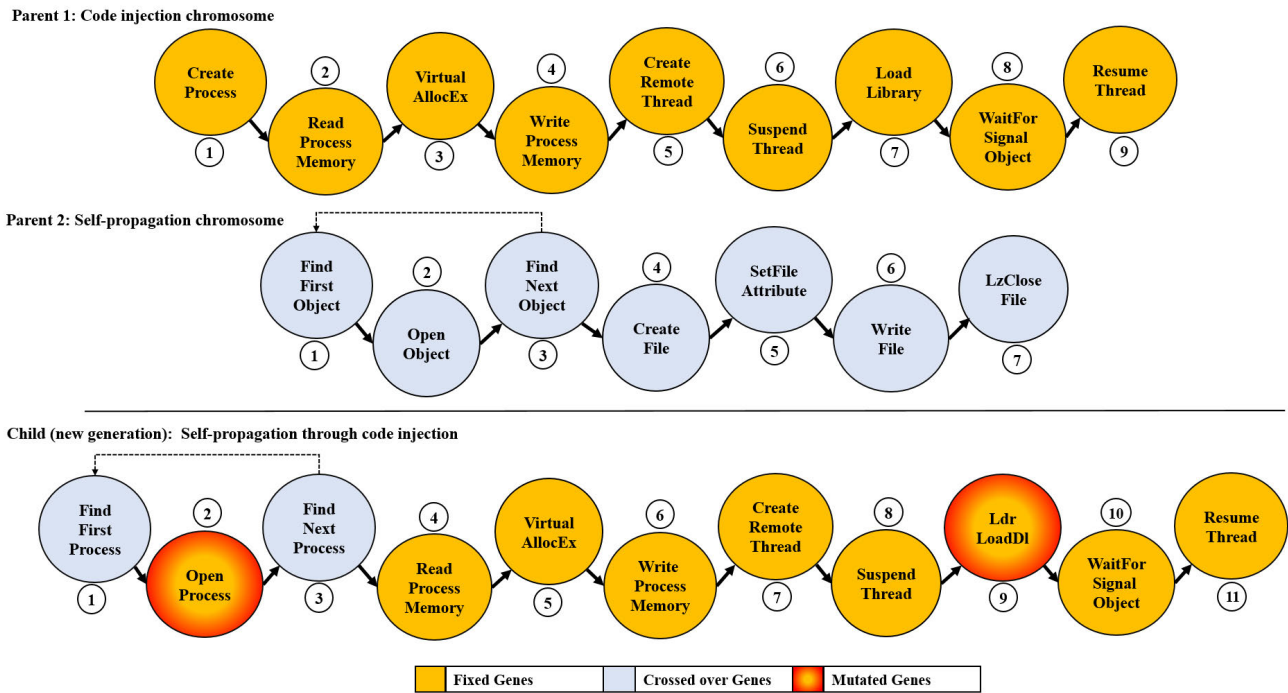 Parent 1: Code injection chromosome
Create
Process
1
2
Read
Process
Memory
Virtual
AllocEx
3
4
Write
Process
Memory
Create
Remote
Thread
5
6
Suspend
Thread
Load
Library
7
8
WaitFor
Signal
Object
Resume
Thread
9
Parent 2: Self-propagation chromosome
Find
First
Object
1
2
Open
Object
Find
Next
Object
3
4
Create
File
SetFile
Attribute
5
6
Write
File
LzClose
File
7
Child (new generation): Self-propagation through code injection
Find
First
Process
1
2
Open
Process
Find
Next
Process
3
4
Read
Process
Memory
Virtual
AllocEx
5
6
Write
Process
Memory
Create
Remote
Thread
7
8
Suspend
Thread
Ldr
LoadDl
9
10
WaitFor
Signal
Object
Resume
Thread
11
Fixed Genes
Crossed over Genes
Mutated Genes